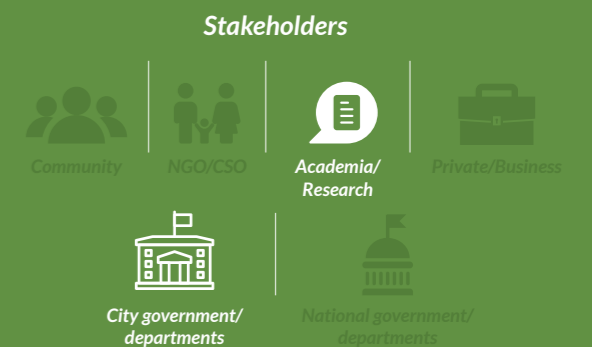 Stakeholders
Community
NGO/CSO
Academia/
Research
Private/Business
City government/
departments
National government/
departments